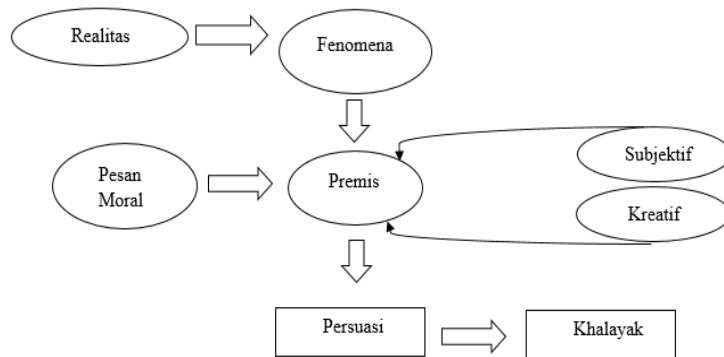 Realitas
Fenomena
Pesan
Moral
Premis
Subjektif
Kreatif
Persuasi
Khalayak